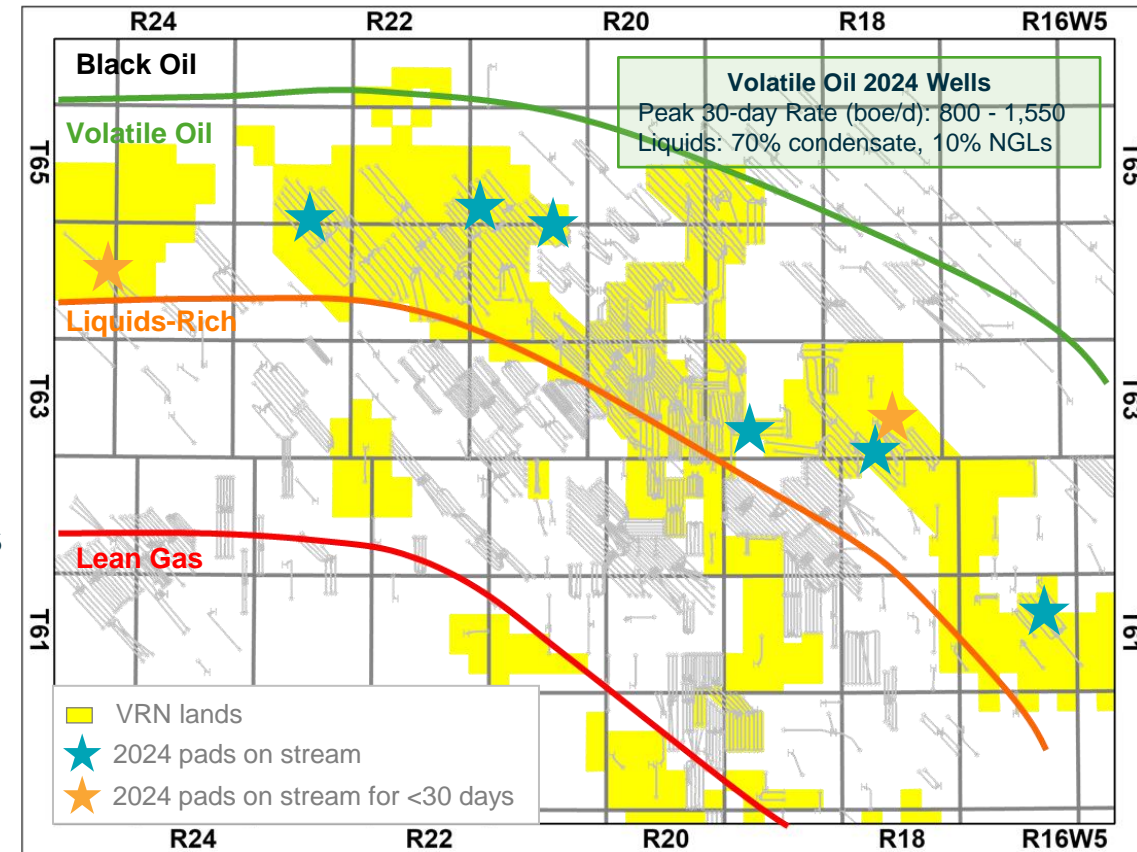 R24 R22 R20 R18 R16W5
Black Oil
Volatile Oil 2024 Wells
Peak 30-day Rate (boe/d): 800 - 1,550
Liquids: 70% condensate, 10% NGLs
Volatile Oil
T65 T65
Liquids-Rich
T63 T63
Lean Gas
T61 T61
VRN lands
2024 pads on stream
2024 pads on stream for <30 days
R24 R22 R20 R18 R16W5